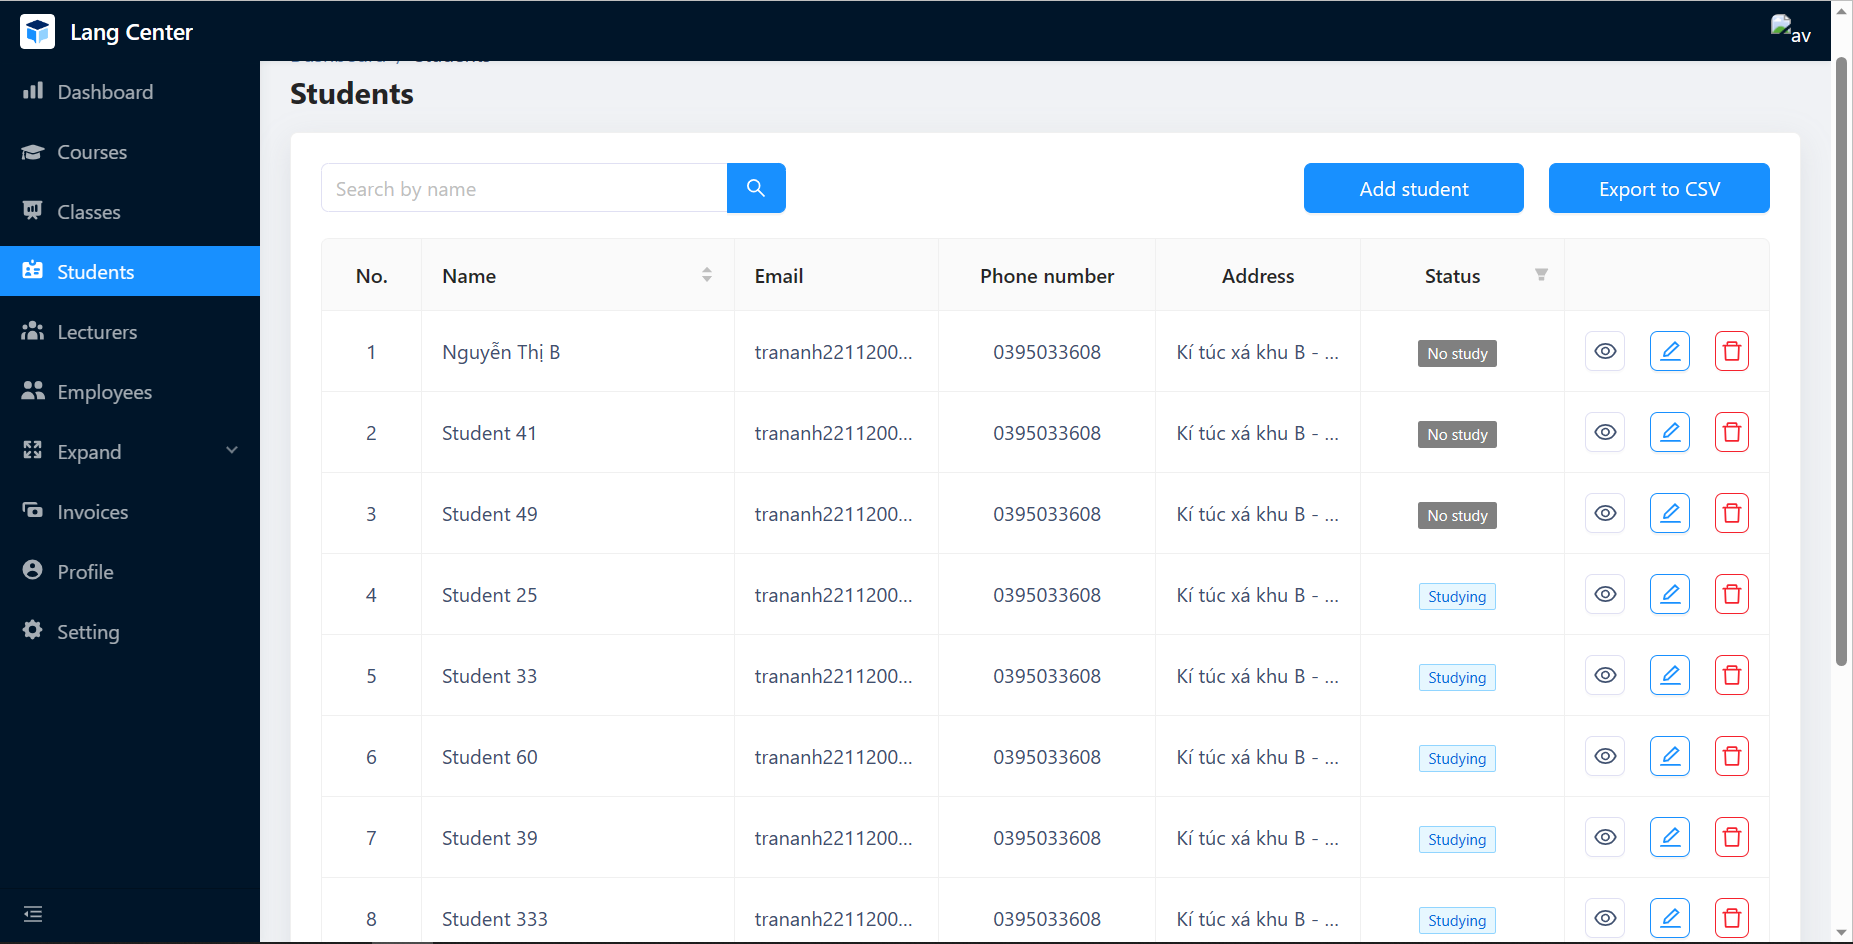 Lang Center
av
Dashboard
Courses
Classes
Students
Lecturers
Employees
Expand
Invoices
Profile
Setting
Dashboard / Students
Students
Search by name
Add student
Export to CSV
No. Name Email Phone number Address Status
1 Nguyễn Thị B trananh2211200... 0395033608 Kí túc xá khu B - ... No study
2 Student 41 trananh2211200... 0395033608 Kí túc xá khu B - ... No study
3 Student 49 trananh2211200... 0395033608 Kí túc xá khu B - ... No study
4 Student 25 trananh2211200... 0395033608 Kí túc xá khu B - ... Studying
5 Student 33 trananh2211200... 0395033608 Kí túc xá khu B - ... Studying
6 Student 60 trananh2211200... 0395033608 Kí túc xá khu B - ... Studying
7 Student 39 trananh2211200... 0395033608 Kí túc xá khu B - ... Studying
8 Student 333 trananh2211200... 0395033608 Kí túc xá khu B - ... Studying